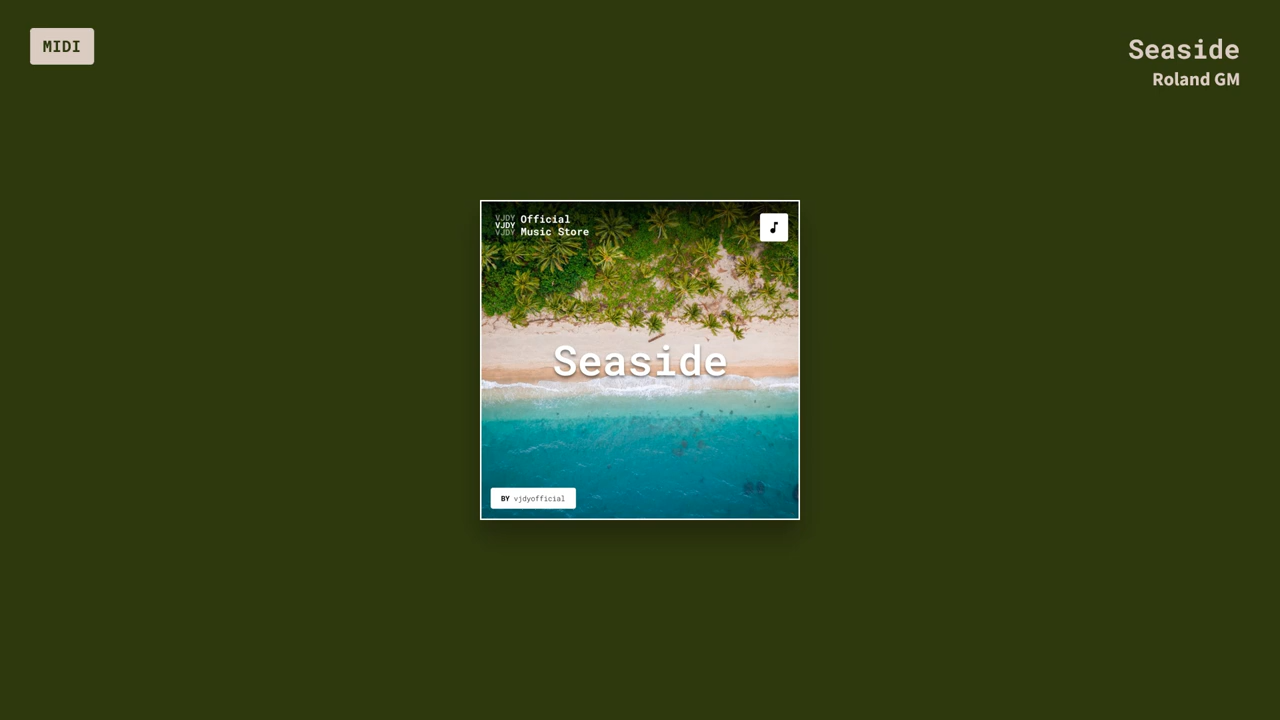 MIDI
Seaside
Roland GM
VJDY
VJDY
VJDY
Official
Music Store
Seaside
BY vjdyofficial